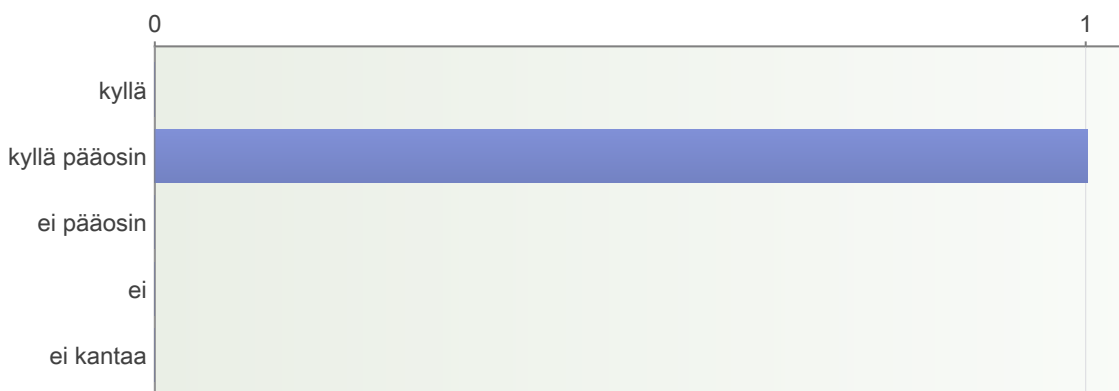 0 1
kyllä
kyllä pääosin
ei pääosin
ei
ei kantaa